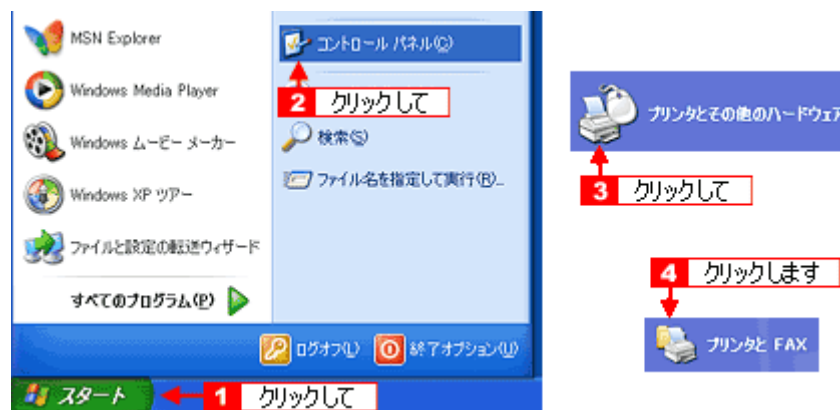 MSN Explorer
Windows Media Player
Windows ムービー メーカー
Windows XP ツアー
ファイルと設定の転送ウィザード
すべてのプログラム(P)
コントロール パネル(C)
2 クリックして
検索(S)
ファイル名を指定して実行(R)...
ログオフ(L)
終了オプション(U)
スタート
1 クリックして
プリンタとその他のハードウェア
3 クリックして
4 クリックします
プリンタと FAX